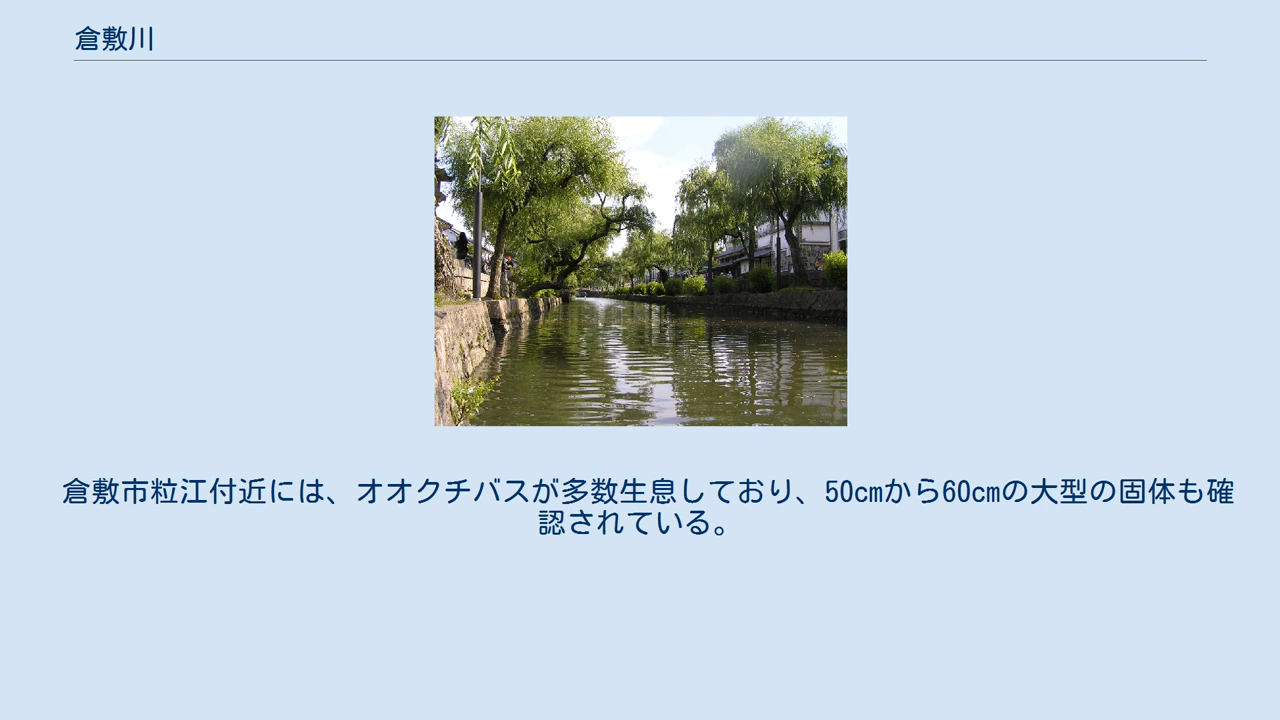 倉敷川
倉敷市粒江付近には、オオクチバスが多数生息しており、50cmから60cmの大型の固体も確
認されている。